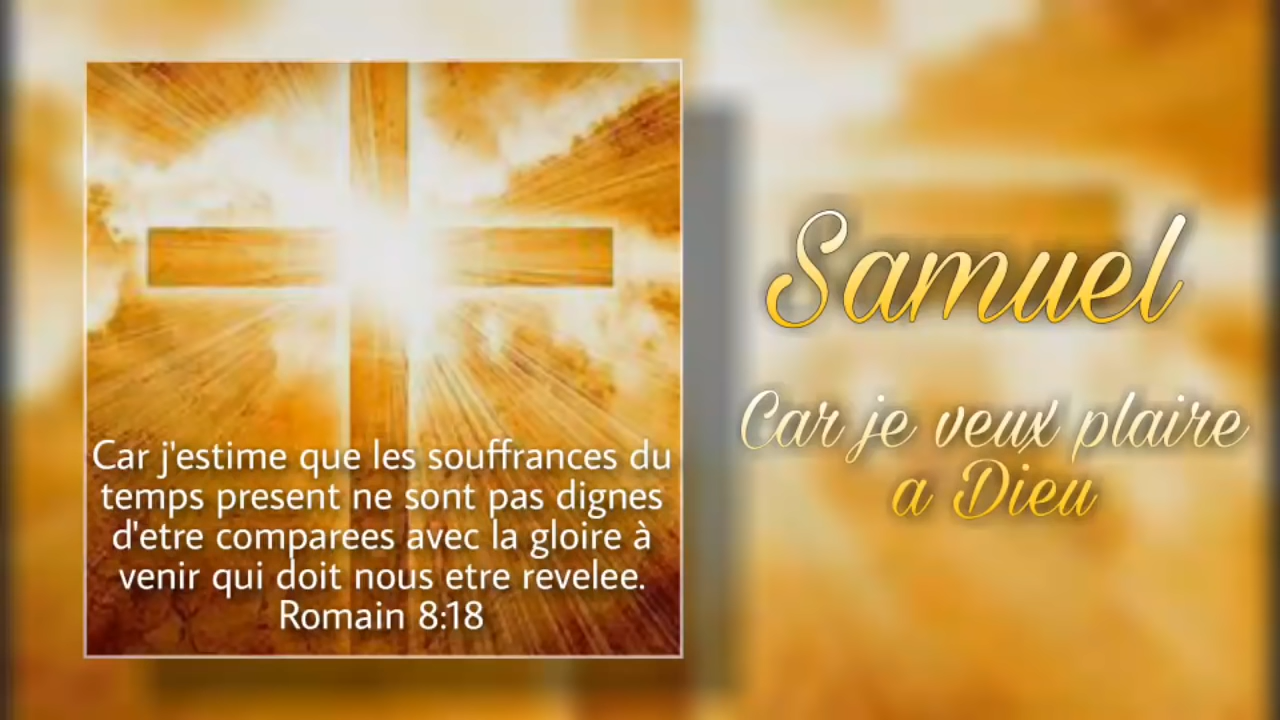 Car j'estime que les souffrances du
temps present ne sont pas dignes
d'etre comparees avec la gloire à
venir qui doit nous etre revelee.
Romain 8:18
Samuel
Car je veux plaire
a Dieu